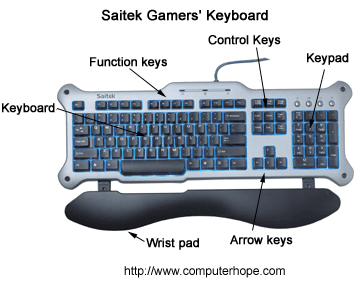 Saitek Gamers' Keyboard
Control Keys
Function keys
Keypad
Saitek
Keyboard
Wrist pad
Arrow keys
http://www.computerhope.com